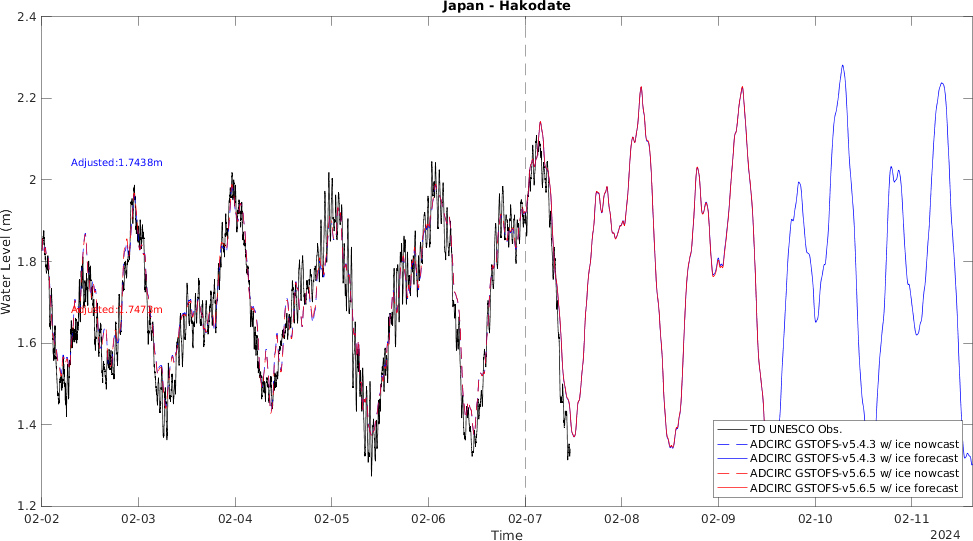 Japan - Hakodate
2.4
2.2
2
1.8
1.6
1.4
1.2
Water Level (m)
Adjusted:1.7438m
Adjusted:1.7473m
TD UNESCO Obs.
ADCIRC GSTOFS-v5.4.3 w/ ice nowcast
ADCIRC GSTOFS-v5.4.3 w/ ice forecast
ADCIRC GSTOFS-v5.6.5 w/ ice nowcast
ADCIRC GSTOFS-v5.6.5 w/ ice forecast
02-02 02-03 02-04 02-05 02-06 02-07 02-08 02-09 02-10 02-11
Time
2024